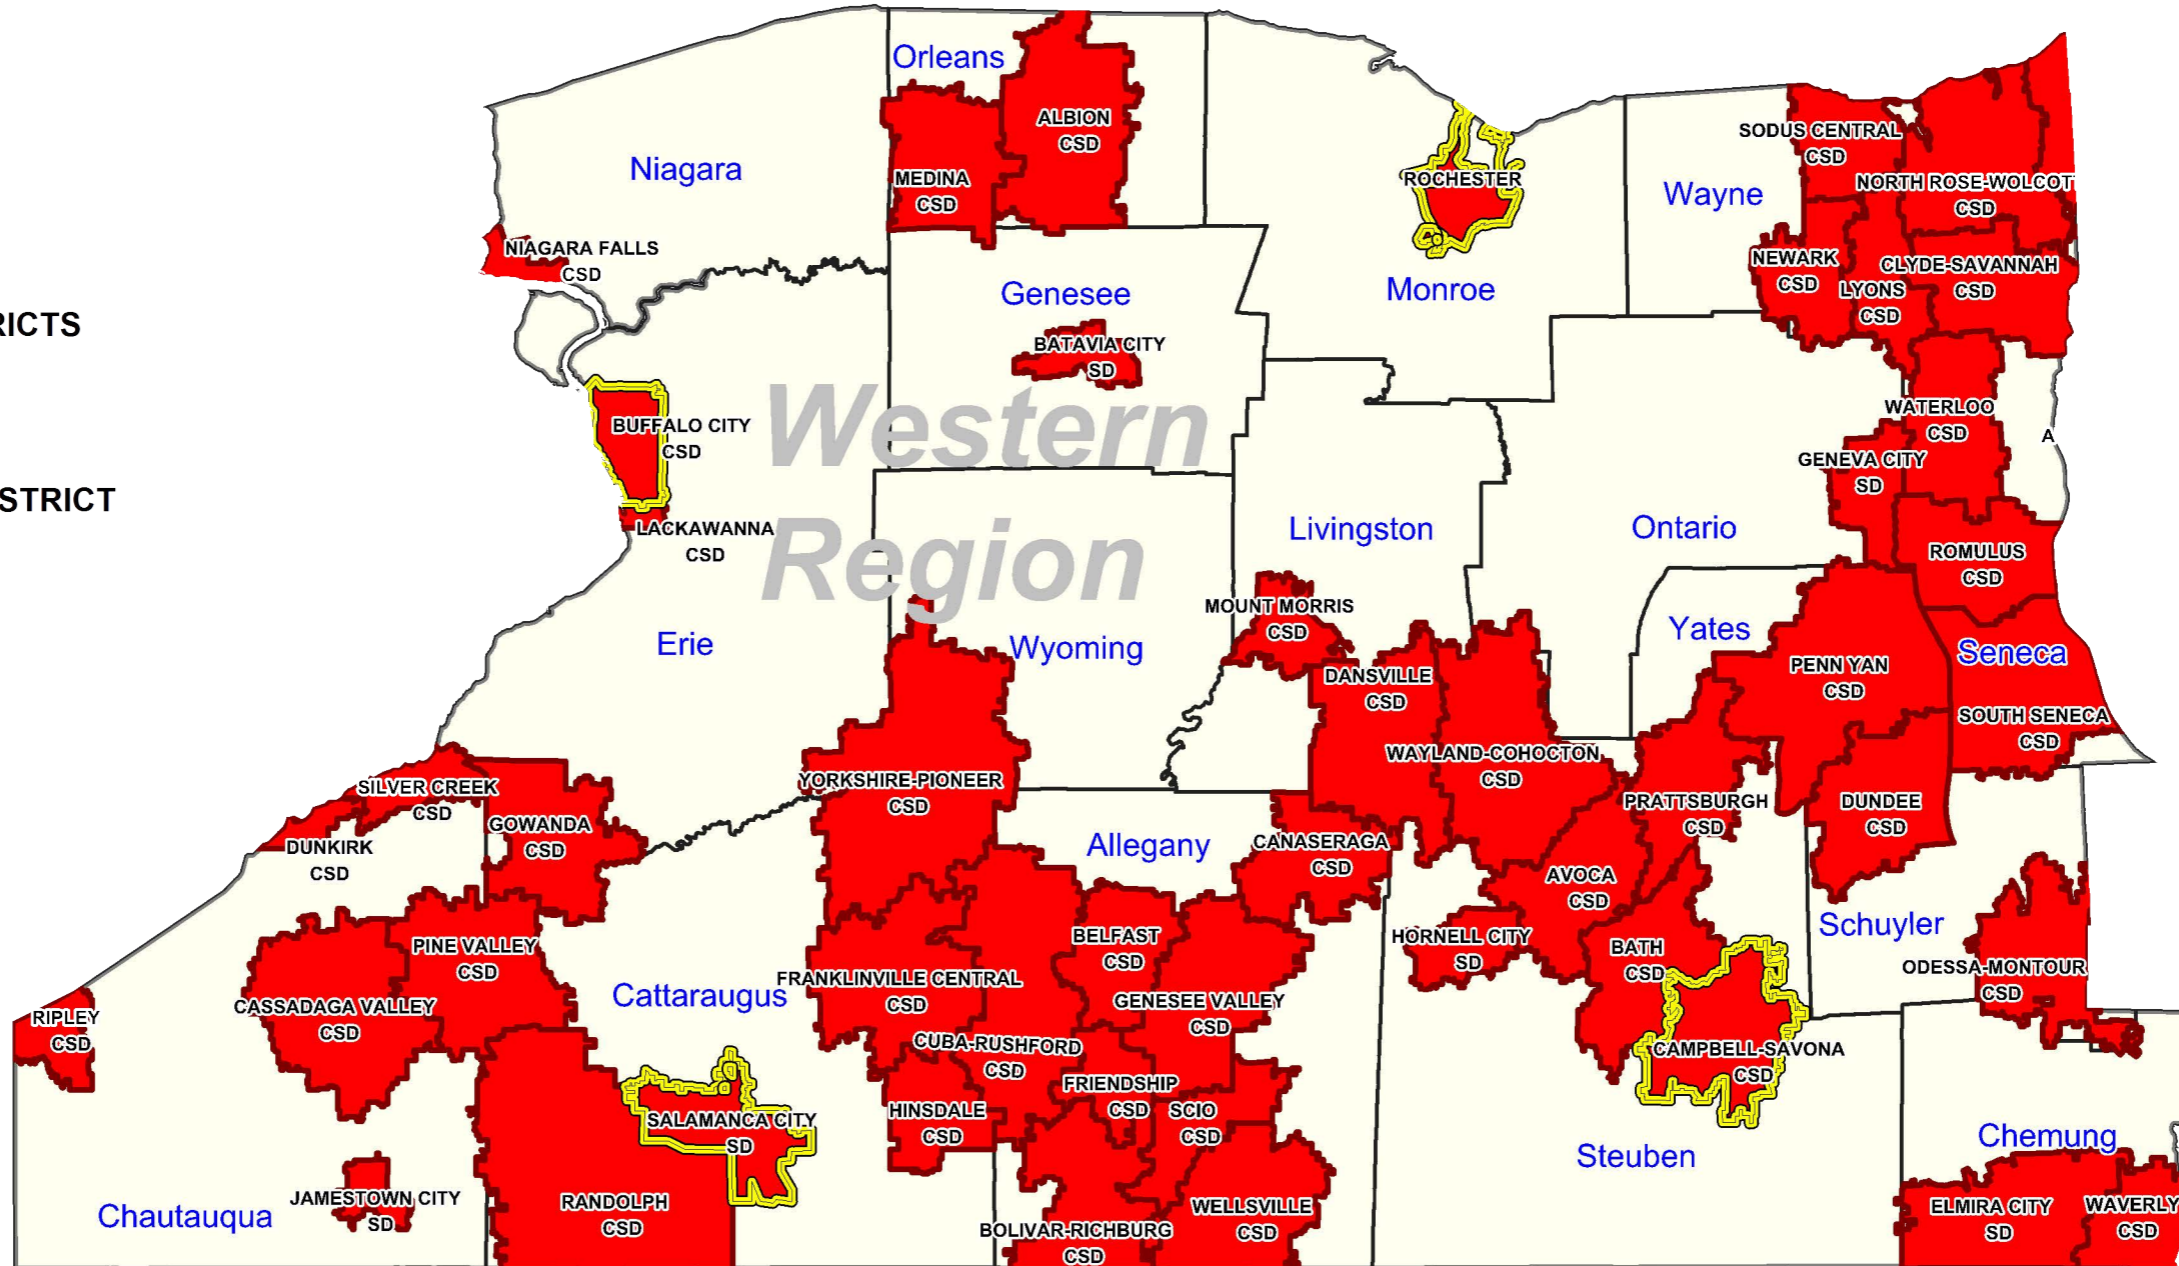 Orleans
ALBION
CSD
MEDINA
CSD
Niagara
ROCHESTER
SODUS CENTRAL
CSD
Wayne
NORTH ROSE-WOLCOT
CSD
NIAGARA FALLS
CSD
Genesee
Monroe
NEWARK
CSD
LYONS
CSD
CLYDE-SAVANNAH
CSD
RICTS
BATAVIA CITY
SD
Western
Region
BUFFALO CITY
CSD
WATERLOO
CSD
A
GENEVA CITY
SD
STRICT
LACKAWANNA
CSD
Livingston
Ontario
ROMULUS
CSD
MOUNT MORRIS
CSD
Erie
Wyoming
Yates
Seneca
DANSVILLE
CSD
PENN YAN
CSD
SOUTH SENECA
CSD
WAYLAND-COHOCTON
CSD
YORKSHIRE-PIONEER
CSD
SILVER CREEK
CSD
GOWANDA
CSD
DUNKIRK
CSD
PRATTSBURGH
CSD
DUNDEE
CSD
Allegany
CANASERAGA
CSD
AVOCA
CSD
Schuyler
PINE VALLEY
CSD
BELFAST
CSD
HORNELL CITY
SD
BATH
CSD
ODESSA-MONTOUR
CSD
Cattaraugus
FRANKLINVILLE CENTRAL
CSD
GENESEE VALLEY
CSD
CASSADAGA VALLEY
CSD
RIPLEY
CSD
CUBA-RUSHFORD
CSD
CAMPBELL-SAVONA
CSD
FRIENDSHIP
CSD
HINSDALE
CSD
SCIO
CSD
SALAMANCA CITY
SD
Steuben
Chemung
JAMESTOWN CITY
SD
Chautauqua
RANDOLPH
CSD
BOLIVAR-RICHBURG
CSD
WELLSVILLE
CSD
ELMIRA CITY
SD
WAVERLY
CSD